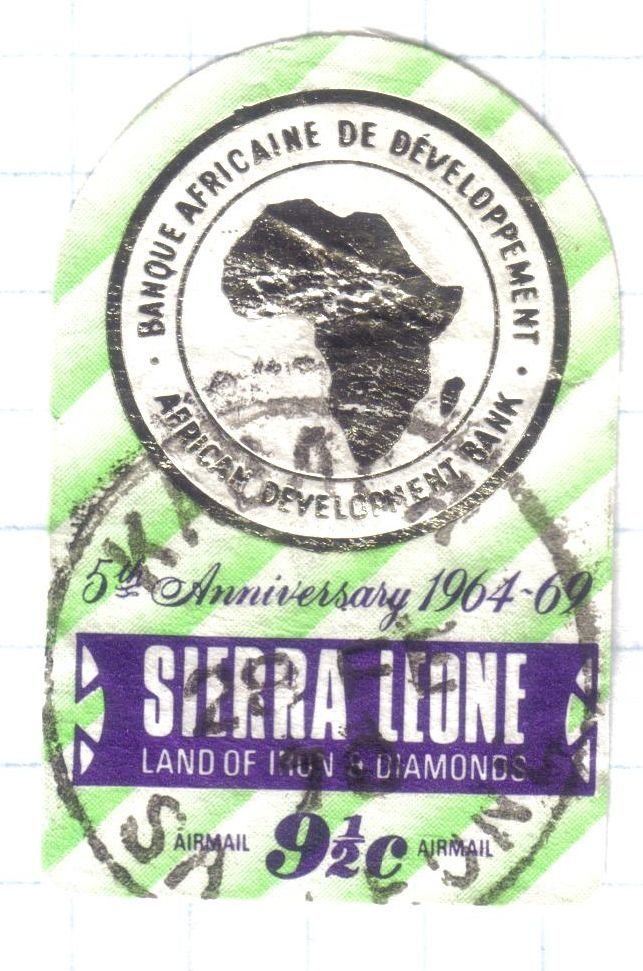 BANQUE AFRICAINE DE DÉVELOPPEMENT
AFRICAN DEVELOPMENT BANK
5th Anniversary 1964-69
SIERRA LEONE
LAND OF IRON & DIAMONDS
AIRMAIL 9½c AIRMAIL